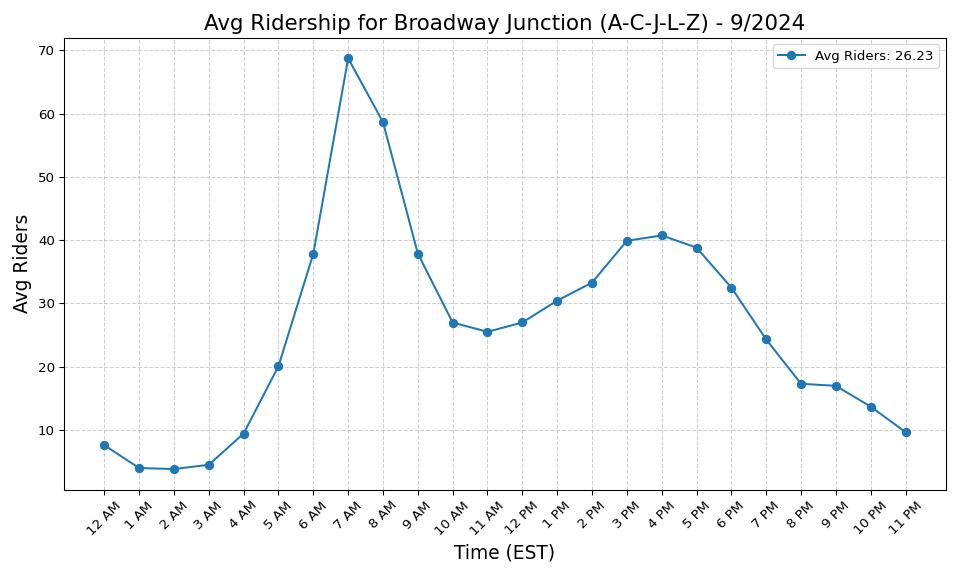 Avg Ridership for Broadway Junction (A-C-J-L-Z) - 9/2024
Avg Riders: 26.23
Avg Riders
70
60
50
40
30
20
10
12 AM
1 AM
2 AM
3 AM
4 AM
5 AM
6 AM
7 AM
8 AM
9 AM
10 AM
11 AM
12 PM
1 PM
2 PM
3 PM
4 PM
5 PM
6 PM
7 PM
8 PM
9 PM
10 PM
11 PM
Time (EST)